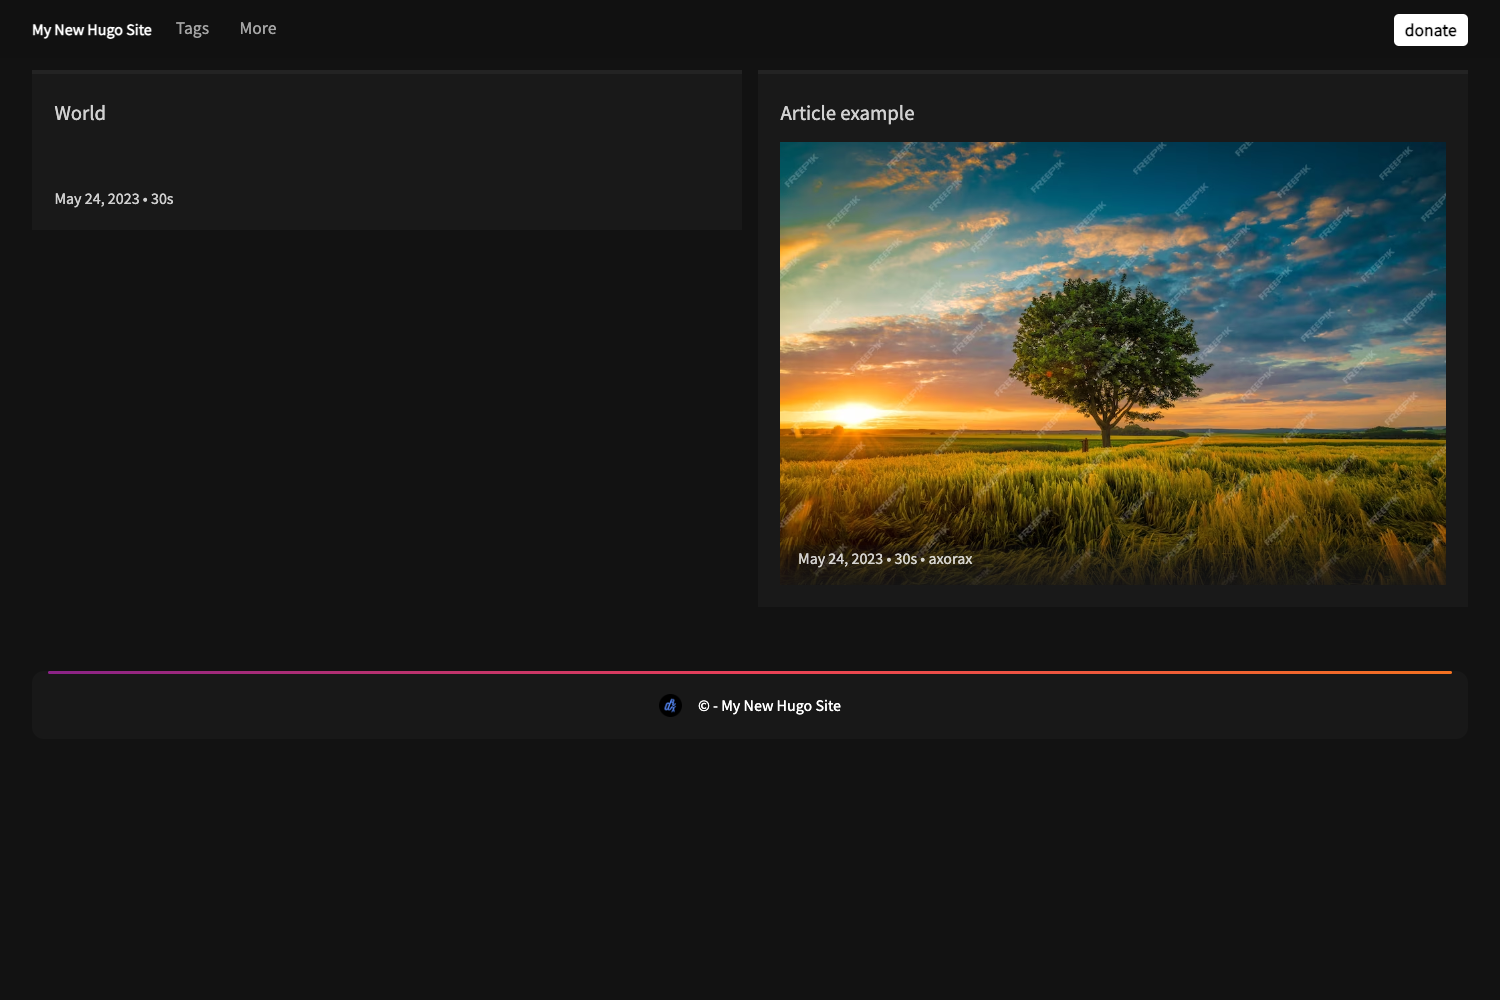 My New Hugo Site
Tags
More
donate
World
May 24, 2023 • 30s
Article example
FREEPIK
May 24, 2023 • 30s • axorax
© - My New Hugo Site